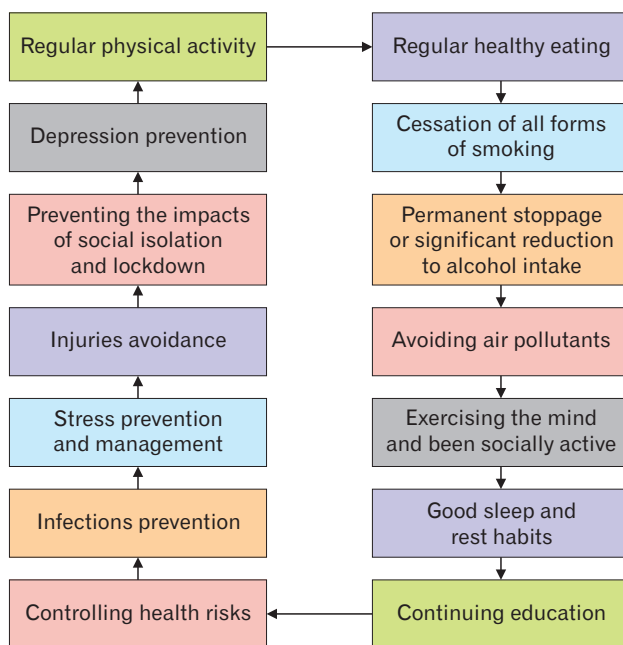 Regular physical activity
Regular healthy eating
Cessation of all forms
of smoking
Permanent stoppage
or significant reduction
to alcohol intake
Avoiding air pollutants
Exercising the mind
and been socially active
Good sleep and
rest habits
Continuing education
Controlling health risks
Infections prevention
Stress prevention
and management
Injuries avoidance
Preventing the impacts
of social isolation
and lockdown
Depression prevention